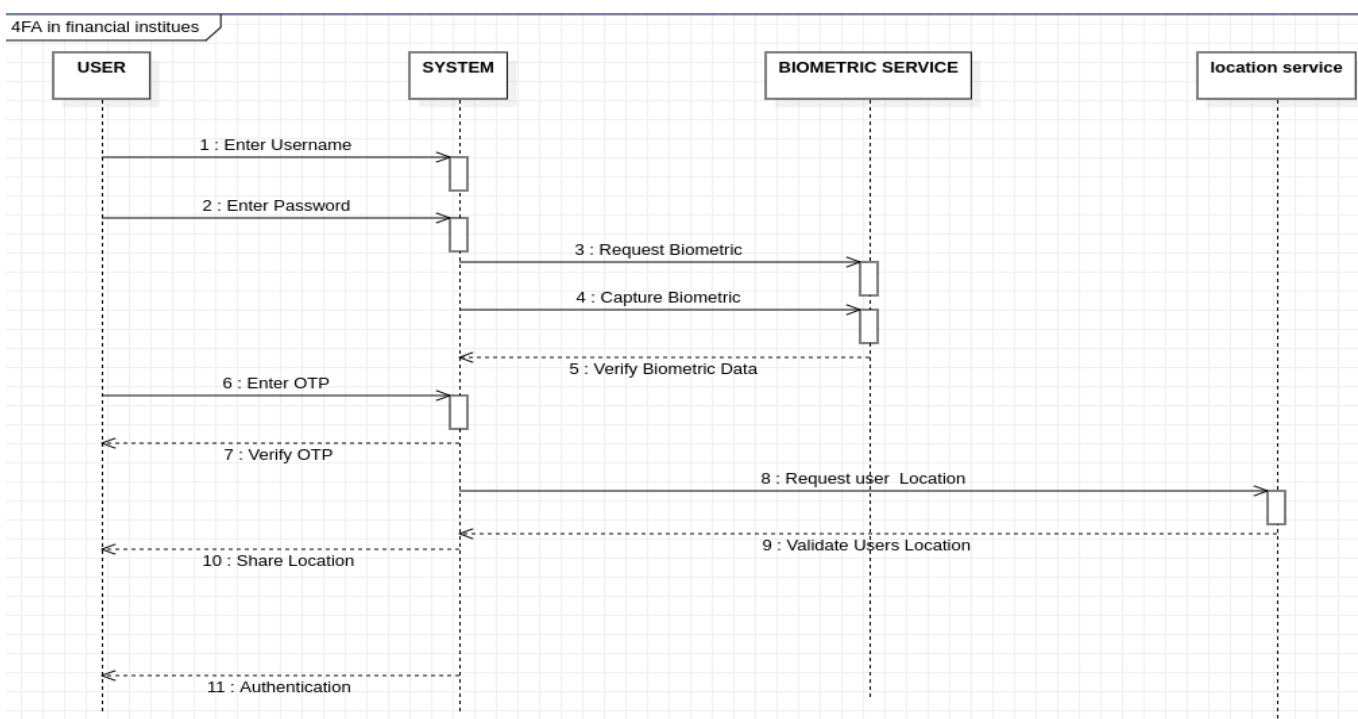 4FA in financial institues
USER
SYSTEM
BIOMETRIC SERVICE
location service
1 : Enter Username
2 : Enter Password
3 : Request Biometric
4 : Capture Biometric
5 : Verify Biometric Data
6 : Enter OTP
7 : Verify OTP
8 : Request user  Location
9 : Validate Users Location
10 : Share Location
11 : Authentication